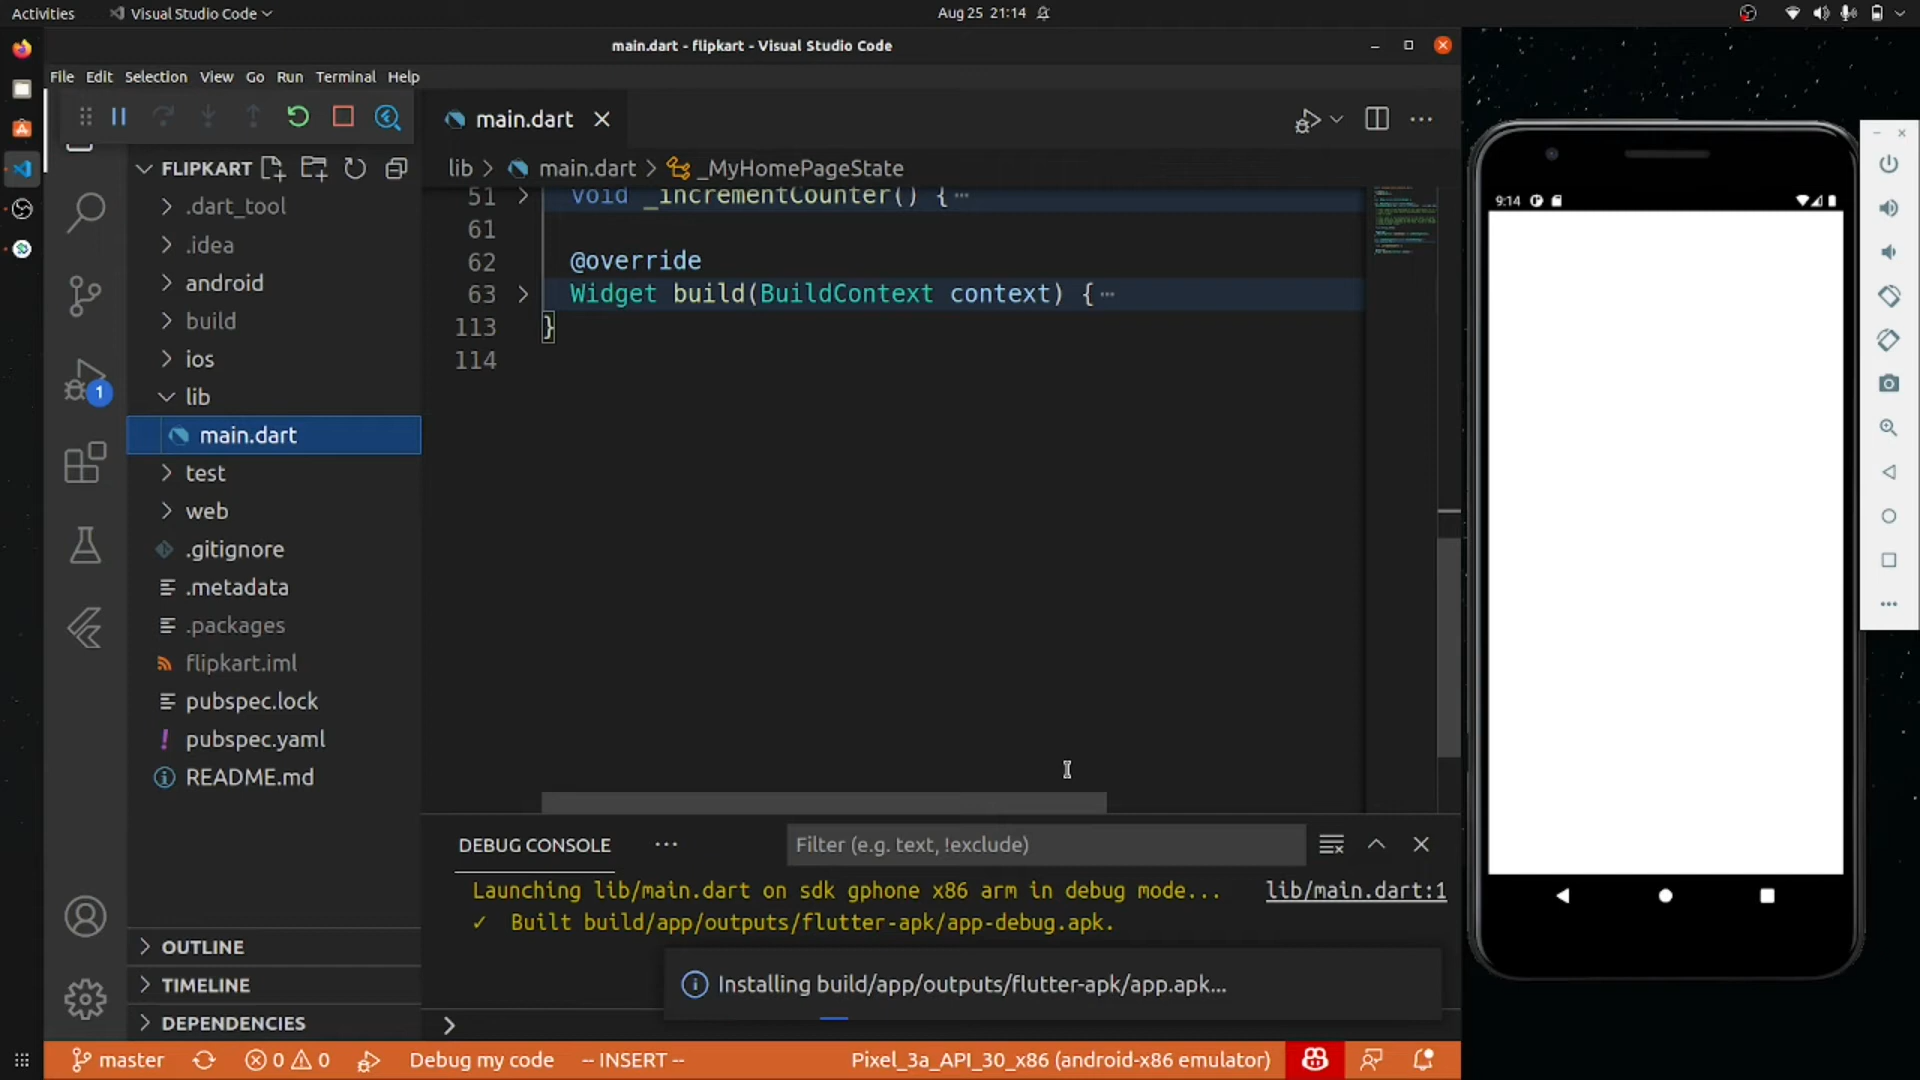 Activities
Visual Studio Code
Aug 25 21:14
main.dart - flipkart - Visual Studio Code
File Edit Selection View Go Run Terminal Help
main.dart
FLIPKART
lib > main.dart > _MyHomePageState
.dart_tool
.idea
android
build
ios
lib
main.dart
test
web
.gitignore
.metadata
.packages
flipkart.iml
pubspec.lock
pubspec.yaml
README.md
OUTLINE
TIMELINE
DEPENDENCIES
1
51 void _incrementCounter() {
61
62 @override
63 Widget build(BuildContext context) {
113 }
114
DEBUG CONSOLE
Filter (e.g. text, !exclude)
Launching lib/main.dart on sdk gphone x86 arm in debug mode... lib/main.dart:1
✓ Built build/app/outputs/flutter-apk/app-debug.apk.
Installing build/app/outputs/flutter-apk/app.apk...
master 0 0 Debug my code -- INSERT -- Pixel_3a_API_30_x86 (android-x86 emulator)
9:14